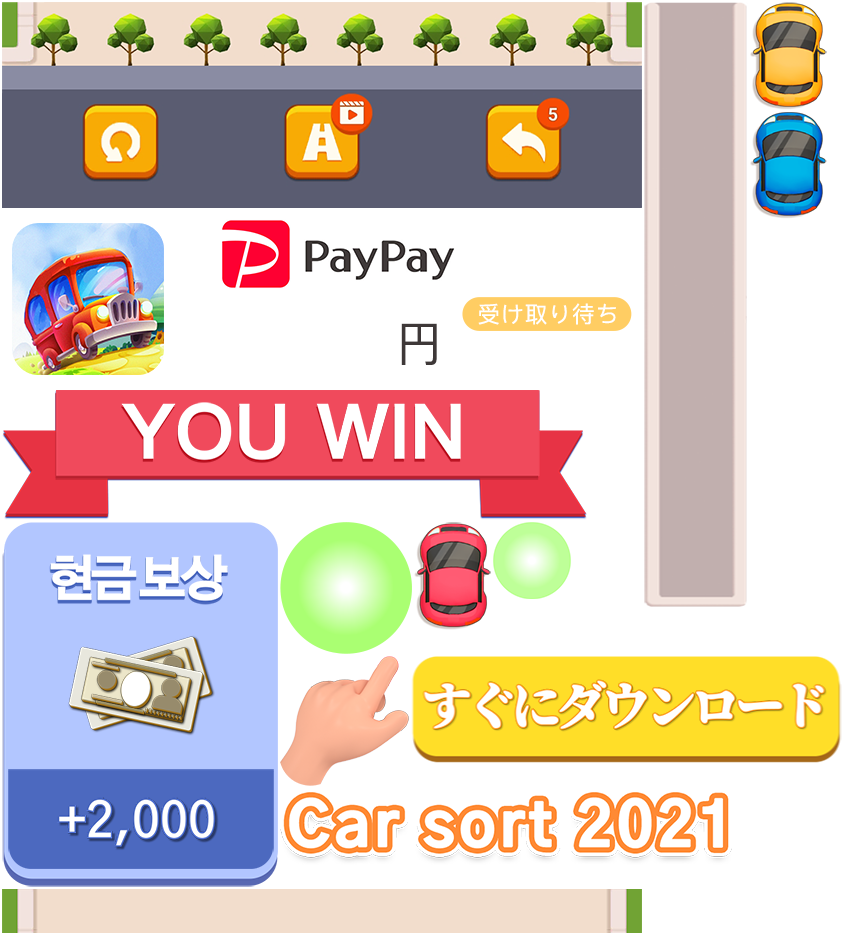 5
PayPay
受け取り待ち
円
YOU WIN
현금 보상
すぐにダウンロード
+2,000
Car sort 2021